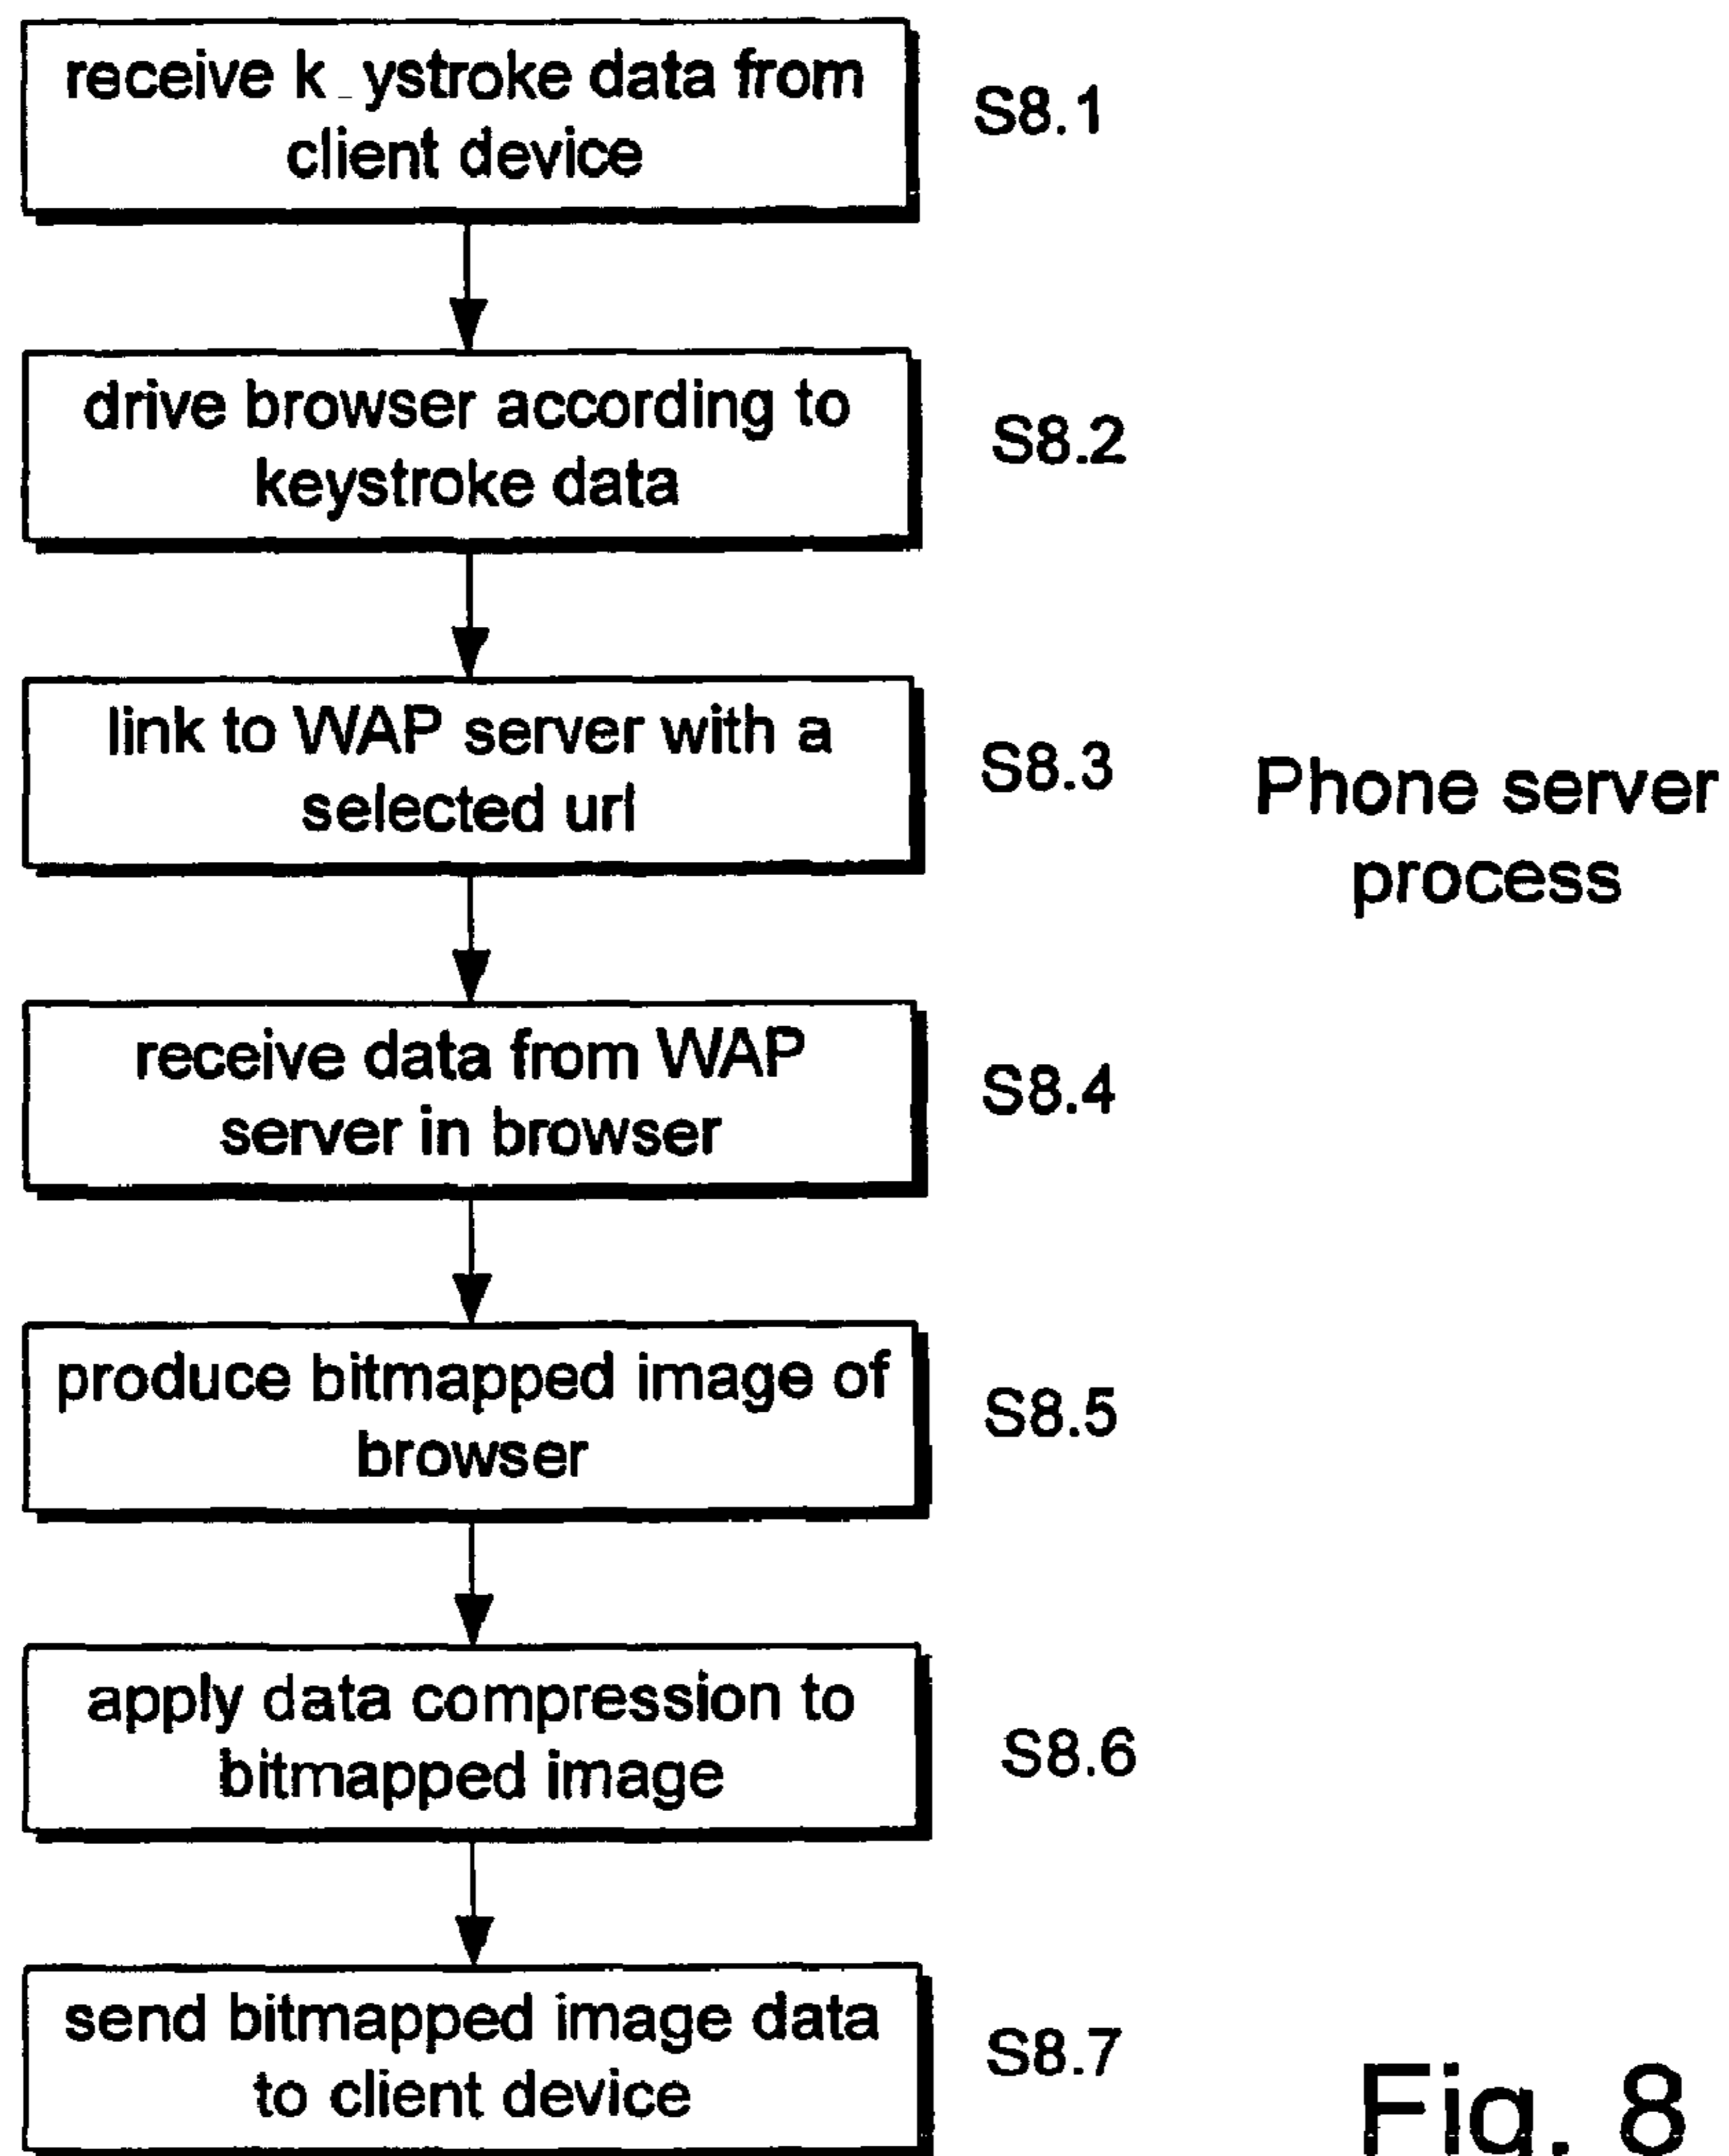 receive k_ystroke data from
client device
S8.1
drive browser according to
keystroke data
S8.2
link to WAP server with a
selected url
S8.3
Phone server
process
receive data from WAP
server in browser
S8.4
produce bitmapped image of
browser
S8.5
apply data compression to
bitmapped image
S8.6
send bitmapped image data
to client device
S8.7
Fig. 8